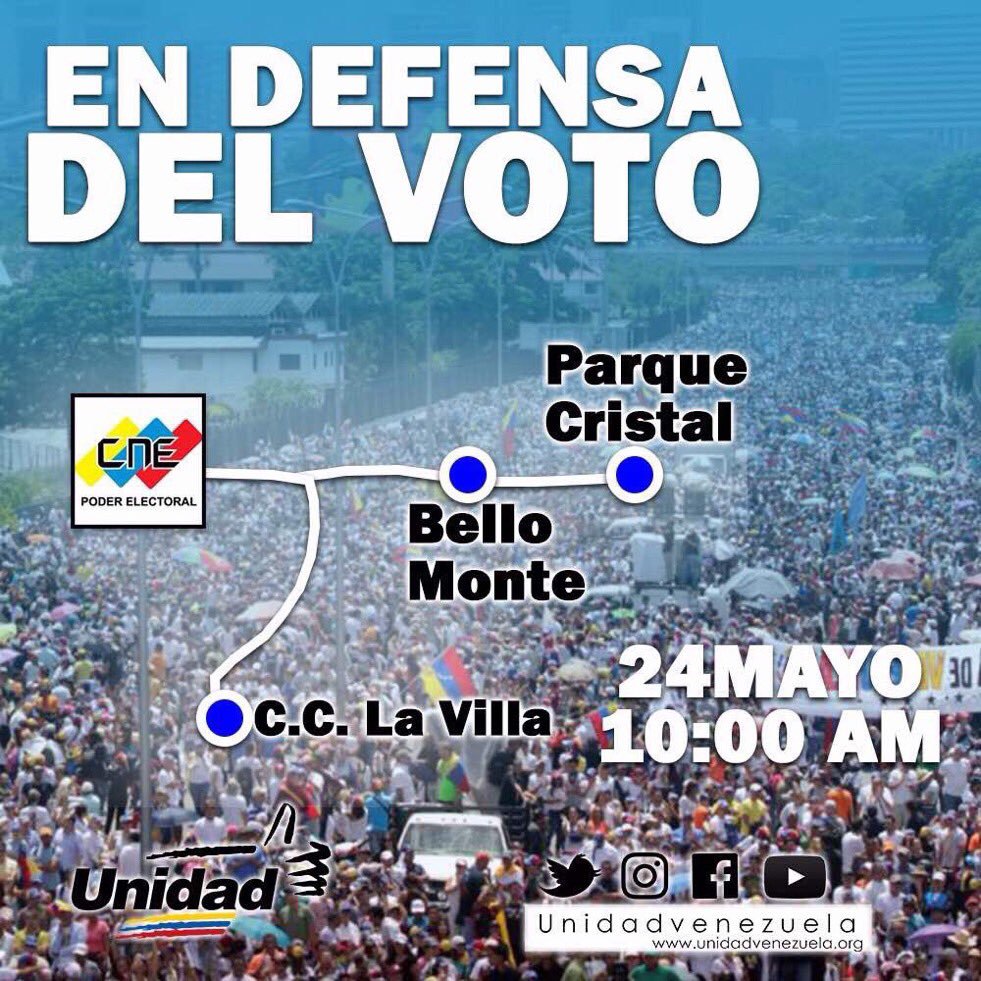 EN DEFENSA
DEL VOTO
Parque
Cristal
CNE
PODER ELECTORAL
Bello
Monte
24MAYO
10:00 AM
C.C. La Villa
Unidad
Unidadvenezuela
www.unidadvenezuela.org